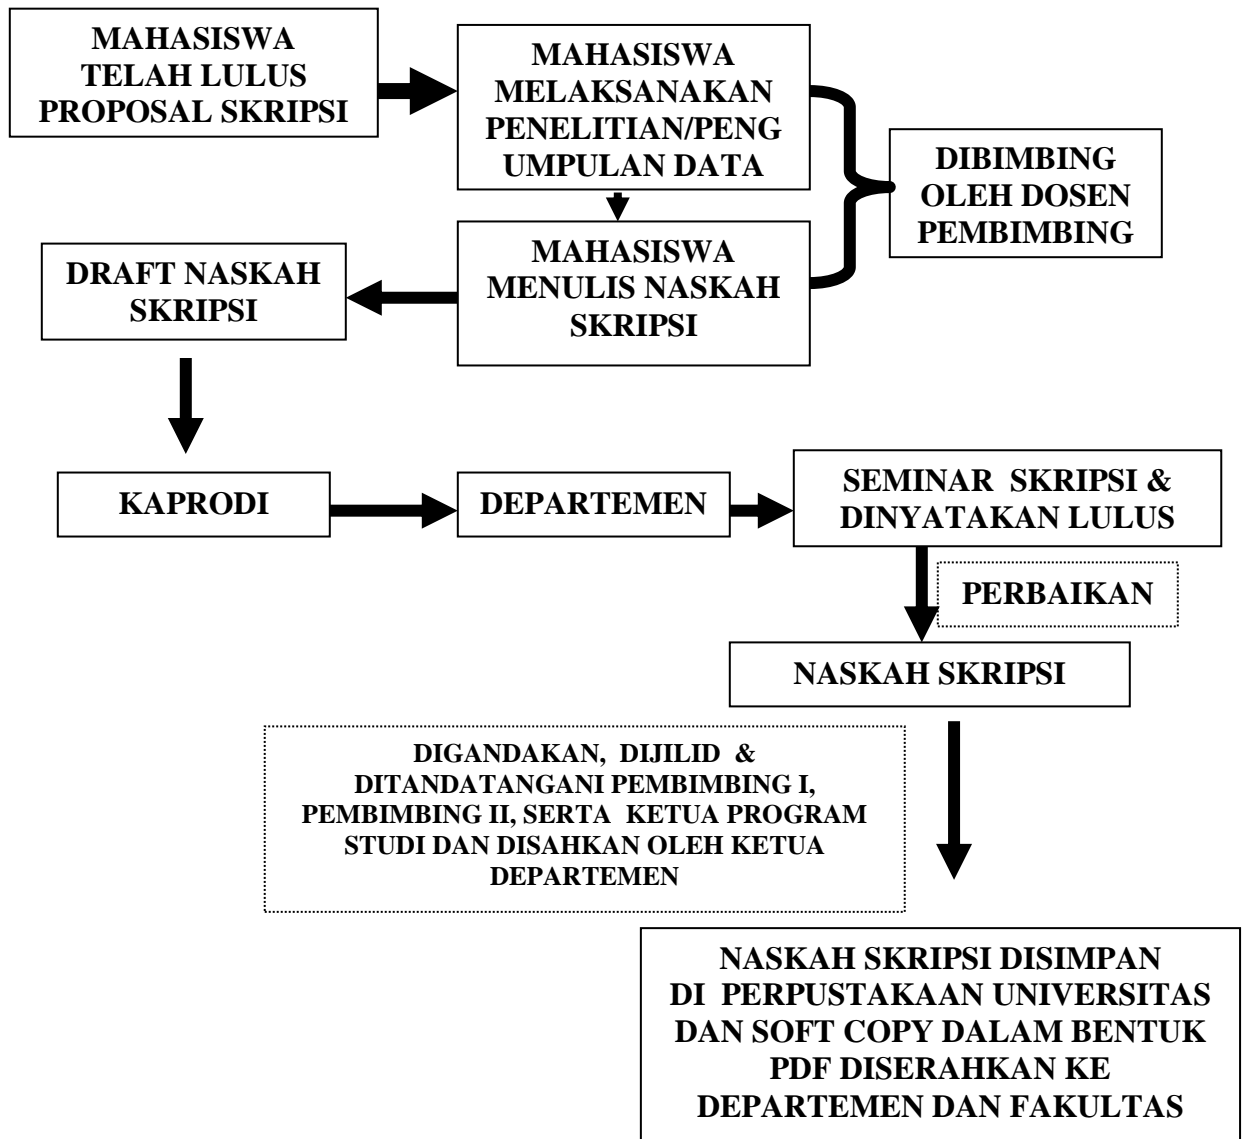 MAHASISWA
TELAH LULUS
PROPOSAL SKRIPSI
MAHASISWA
MELAKSANAKAN
PENELITIAN/PENG
UMPULAN DATA
DIBIMBING
OLEH DOSEN
PEMBIMBING
MAHASISWA
MENULIS NASKAH
SKRIPSI
DRAFT NASKAH
SKRIPSI
KAPRODI
DEPARTEMEN
SEMINAR SKRIPSI &
DINYATAKAN LULUS
PERBAIKAN
NASKAH SKRIPSI
DIGANDAKAN, DIJILID &
DITANDATANGANI PEMBIMBING I,
PEMBIMBING II, SERTA KETUA PROGRAM
STUDI DAN DISAHKAN OLEH KETUA
DEPARTEMEN
NASKAH SKRIPSI DISIMPAN
DI PERPUSTAKAAN UNIVERSITAS
DAN SOFT COPY DALAM BENTUK
PDF DISERAHKAN KE
DEPARTEMEN DAN FAKULTAS